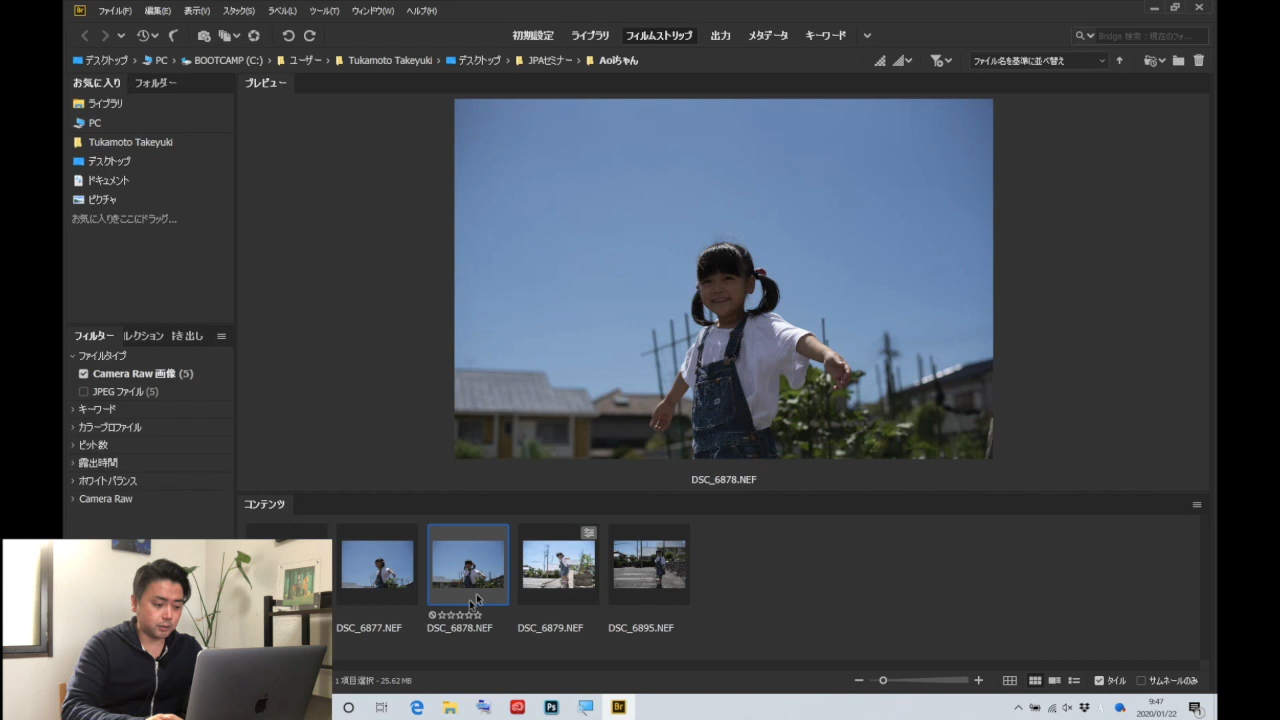 Br ファイル(F) 編集(E) 表示(V) スタック(S) ラベル(L) ツール(T) ウィンドウ(W) ヘルプ(H)
初期設定 ライブラリ フィルムストリップ 出力 メタデータ キーワード Bridge 検索 : 現在のフォ...
デスクトップ PC BOOTCAMP (C:) ユーザー Tukamoto Takeyuki デスクトップ JPAセミナー Aoiちゃん ファイル名を基準に並べ替え
お気に入り フォルダー プレビュー
ライブラリ
PC
Tukamoto Takeyuki
デスクトップ
ドキュメント
ピクチャ
お気に入りをここにドラッグ...
フィルター レクション き出し
ファイルタイプ
Camera Raw 画像 (5)
JPEG ファイル (5)
キーワード
カラープロファイル
ビット数
露出時間
ホワイトバランス
Camera Raw
DSC_6878.NEF
コンテンツ
DSC_6877.NEF DSC_6878.NEF DSC_6879.NEF DSC_6895.NEF
1 項目選択 - 25.62 MB タイル サムネールのみ
Ps Br 9:47
2020/01/22 1